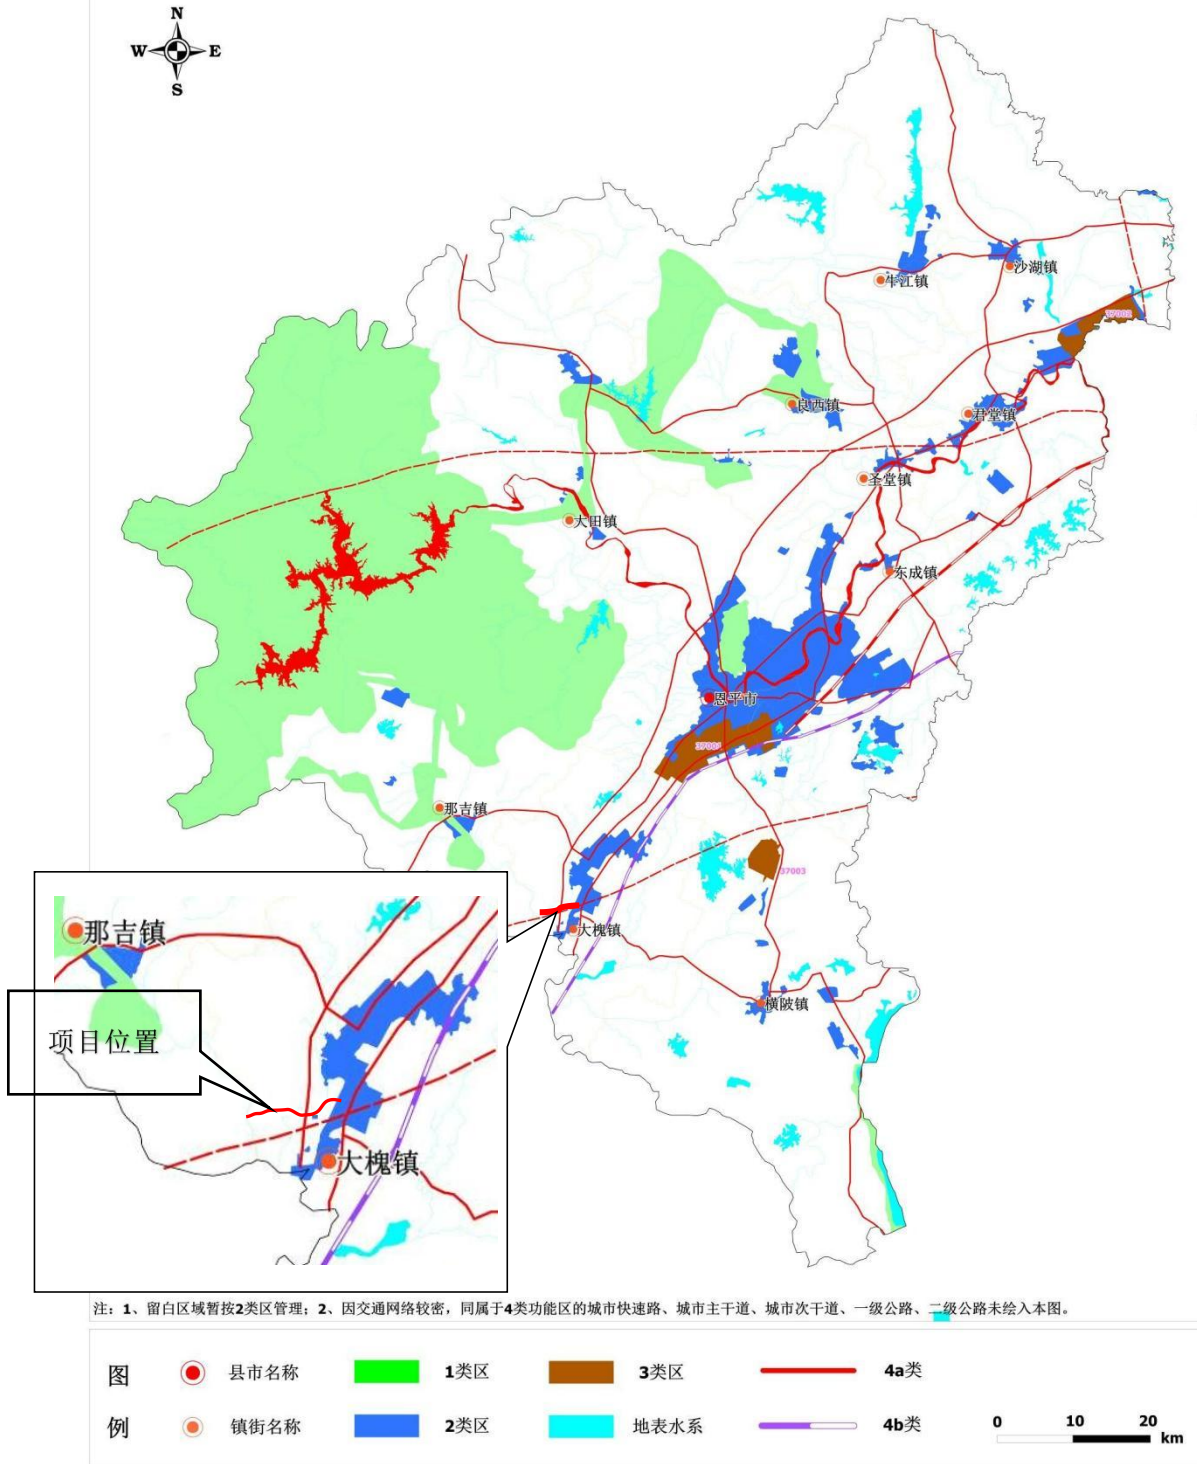 N
W E
S
沙湖镇
牛江镇
37002
良西镇
君堂镇
圣堂镇
大田镇
东成镇
恩平市
37001
那吉镇
37003
大槐镇
横陂镇
那吉镇
项目位置
大槐镇
注：1、留白区域暂按2类区管理；2、因交通网络较密，同属于4类功能区的城市快速路、城市主干道、城市次干道、一级公路、二级公路未绘入本图。
图 县市名称 1类区 3类区 4a类
例 镇街名称 2类区 地表水系 4b类
0 10 20
km